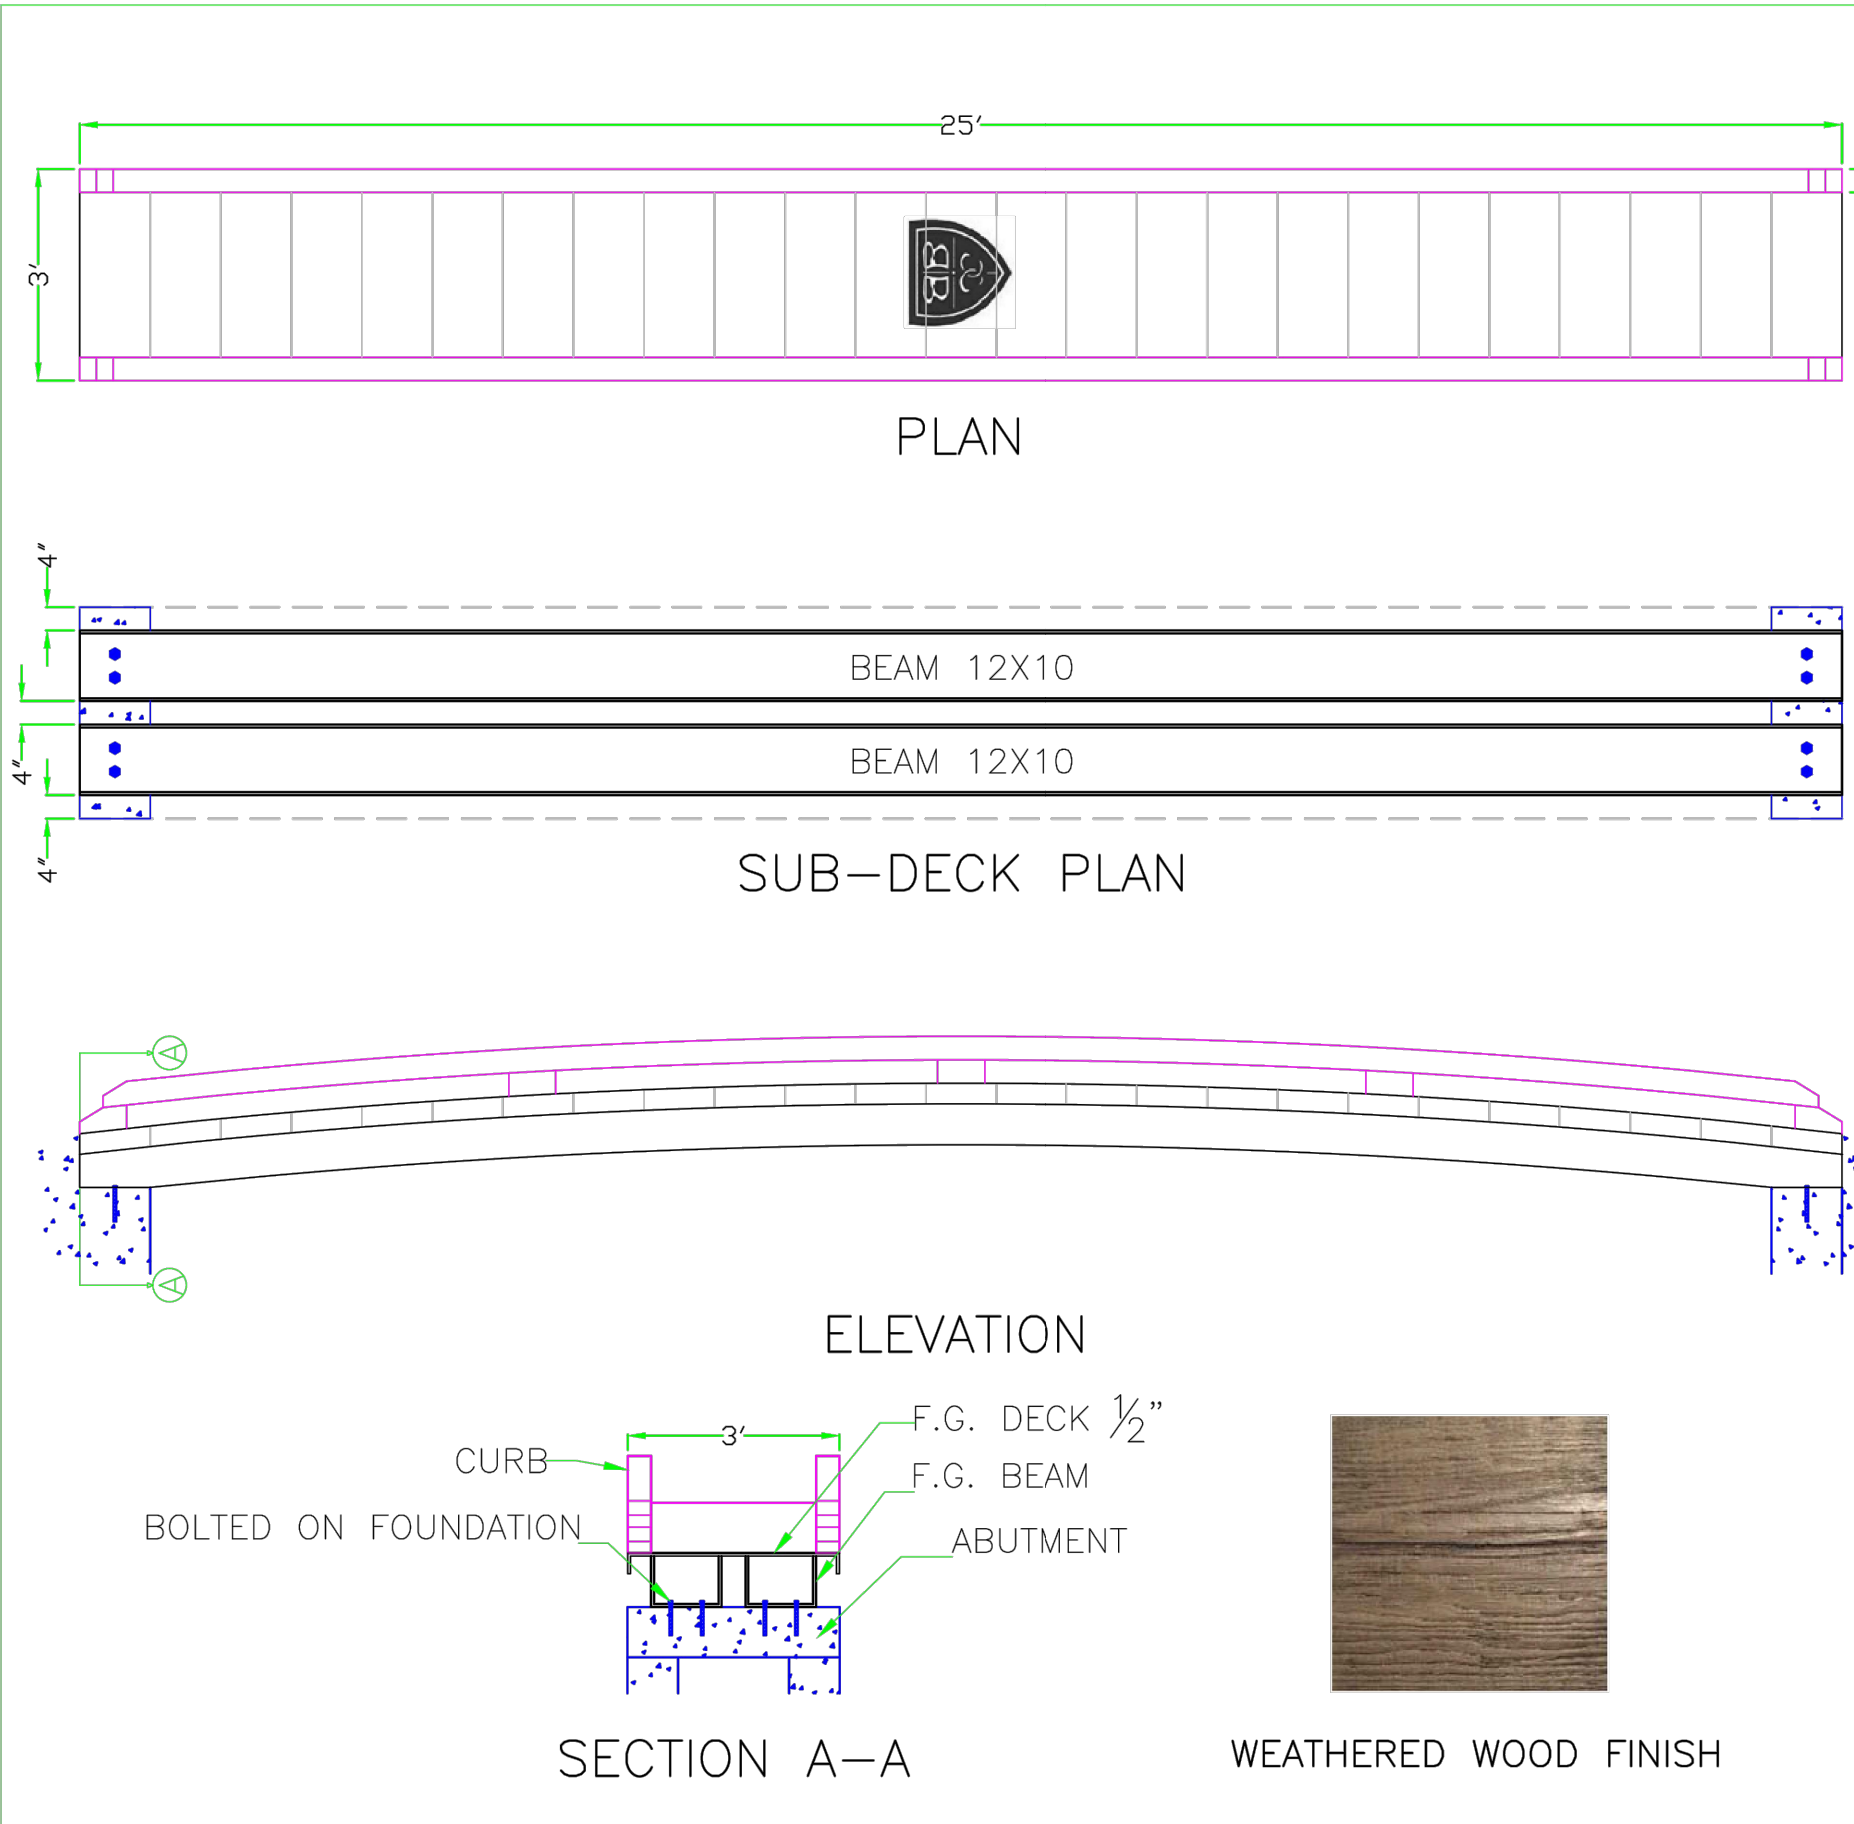 25'
3'
BB
PLAN
4"
BEAM 12X10
4"
BEAM 12X10
4"
SUB-DECK PLAN
A
A
ELEVATION
3'
F.G. DECK ½"
CURB
F.G. BEAM
BOLTED ON FOUNDATION
ABUTMENT
SECTION A-A
WEATHERED WOOD FINISH